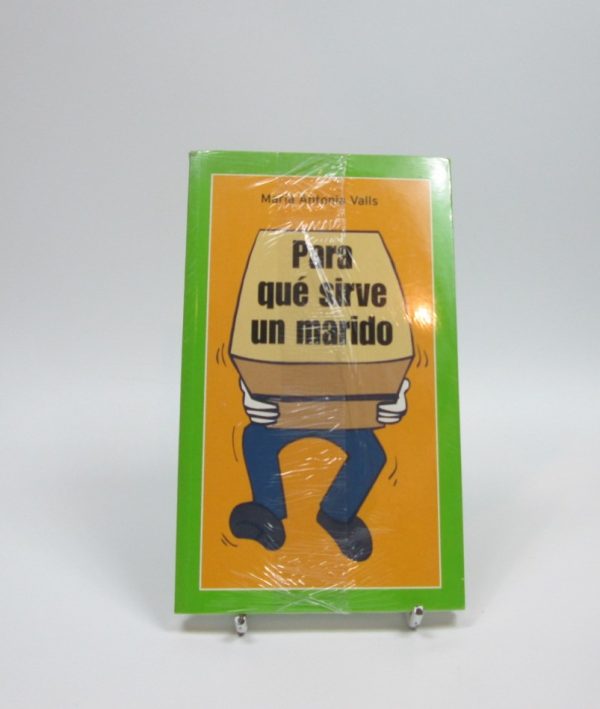 María Antonia Valls
Para
qué sirve
un marido